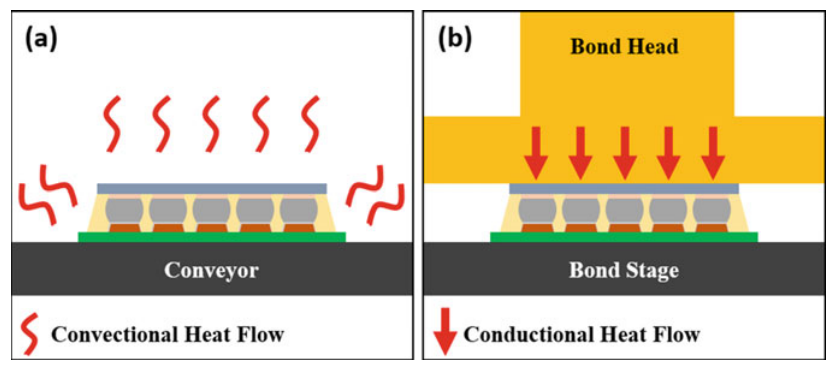 (a)
Conveyor
Convectional Heat Flow
(b)
Bond Head
Bond Stage
Conductional Heat Flow